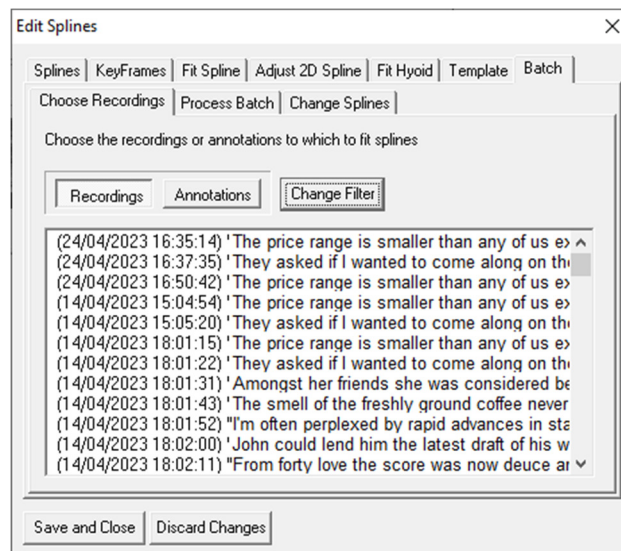 Edit Splines
Splines KeyFrames Fit Spline Adjust 2D Spline Fit Hyoid Template Batch
Choose Recordings Process Batch Change Splines
Choose the recordings or annotations to which to fit splines
Recordings Annotations Change Filter
(24/04/2023 16:35:14) 'The price range is smaller than any of us ex
(24/04/2023 16:37:35) 'They asked if I wanted to come along on the
(24/04/2023 16:50:42) 'The price range is smaller than any of us ex
(14/04/2023 15:04:54) 'The price range is smaller than any of us ex
(14/04/2023 15:05:20) 'They asked if I wanted to come along on the
(14/04/2023 18:01:15) 'The price range is smaller than any of us ex
(14/04/2023 18:01:22) 'They asked if I wanted to come along on the
(14/04/2023 18:01:31) 'Amongst her friends she was considered be
(14/04/2023 18:01:43) 'The smell of the freshly ground coffee never
(14/04/2023 18:01:52) "I'm often perplexed by rapid advances in sta
(14/04/2023 18:02:00) 'John could lend him the latest draft of his w
(14/04/2023 18:02:11) "From forty love the score was now deuce ar
Save and Close Discard Changes